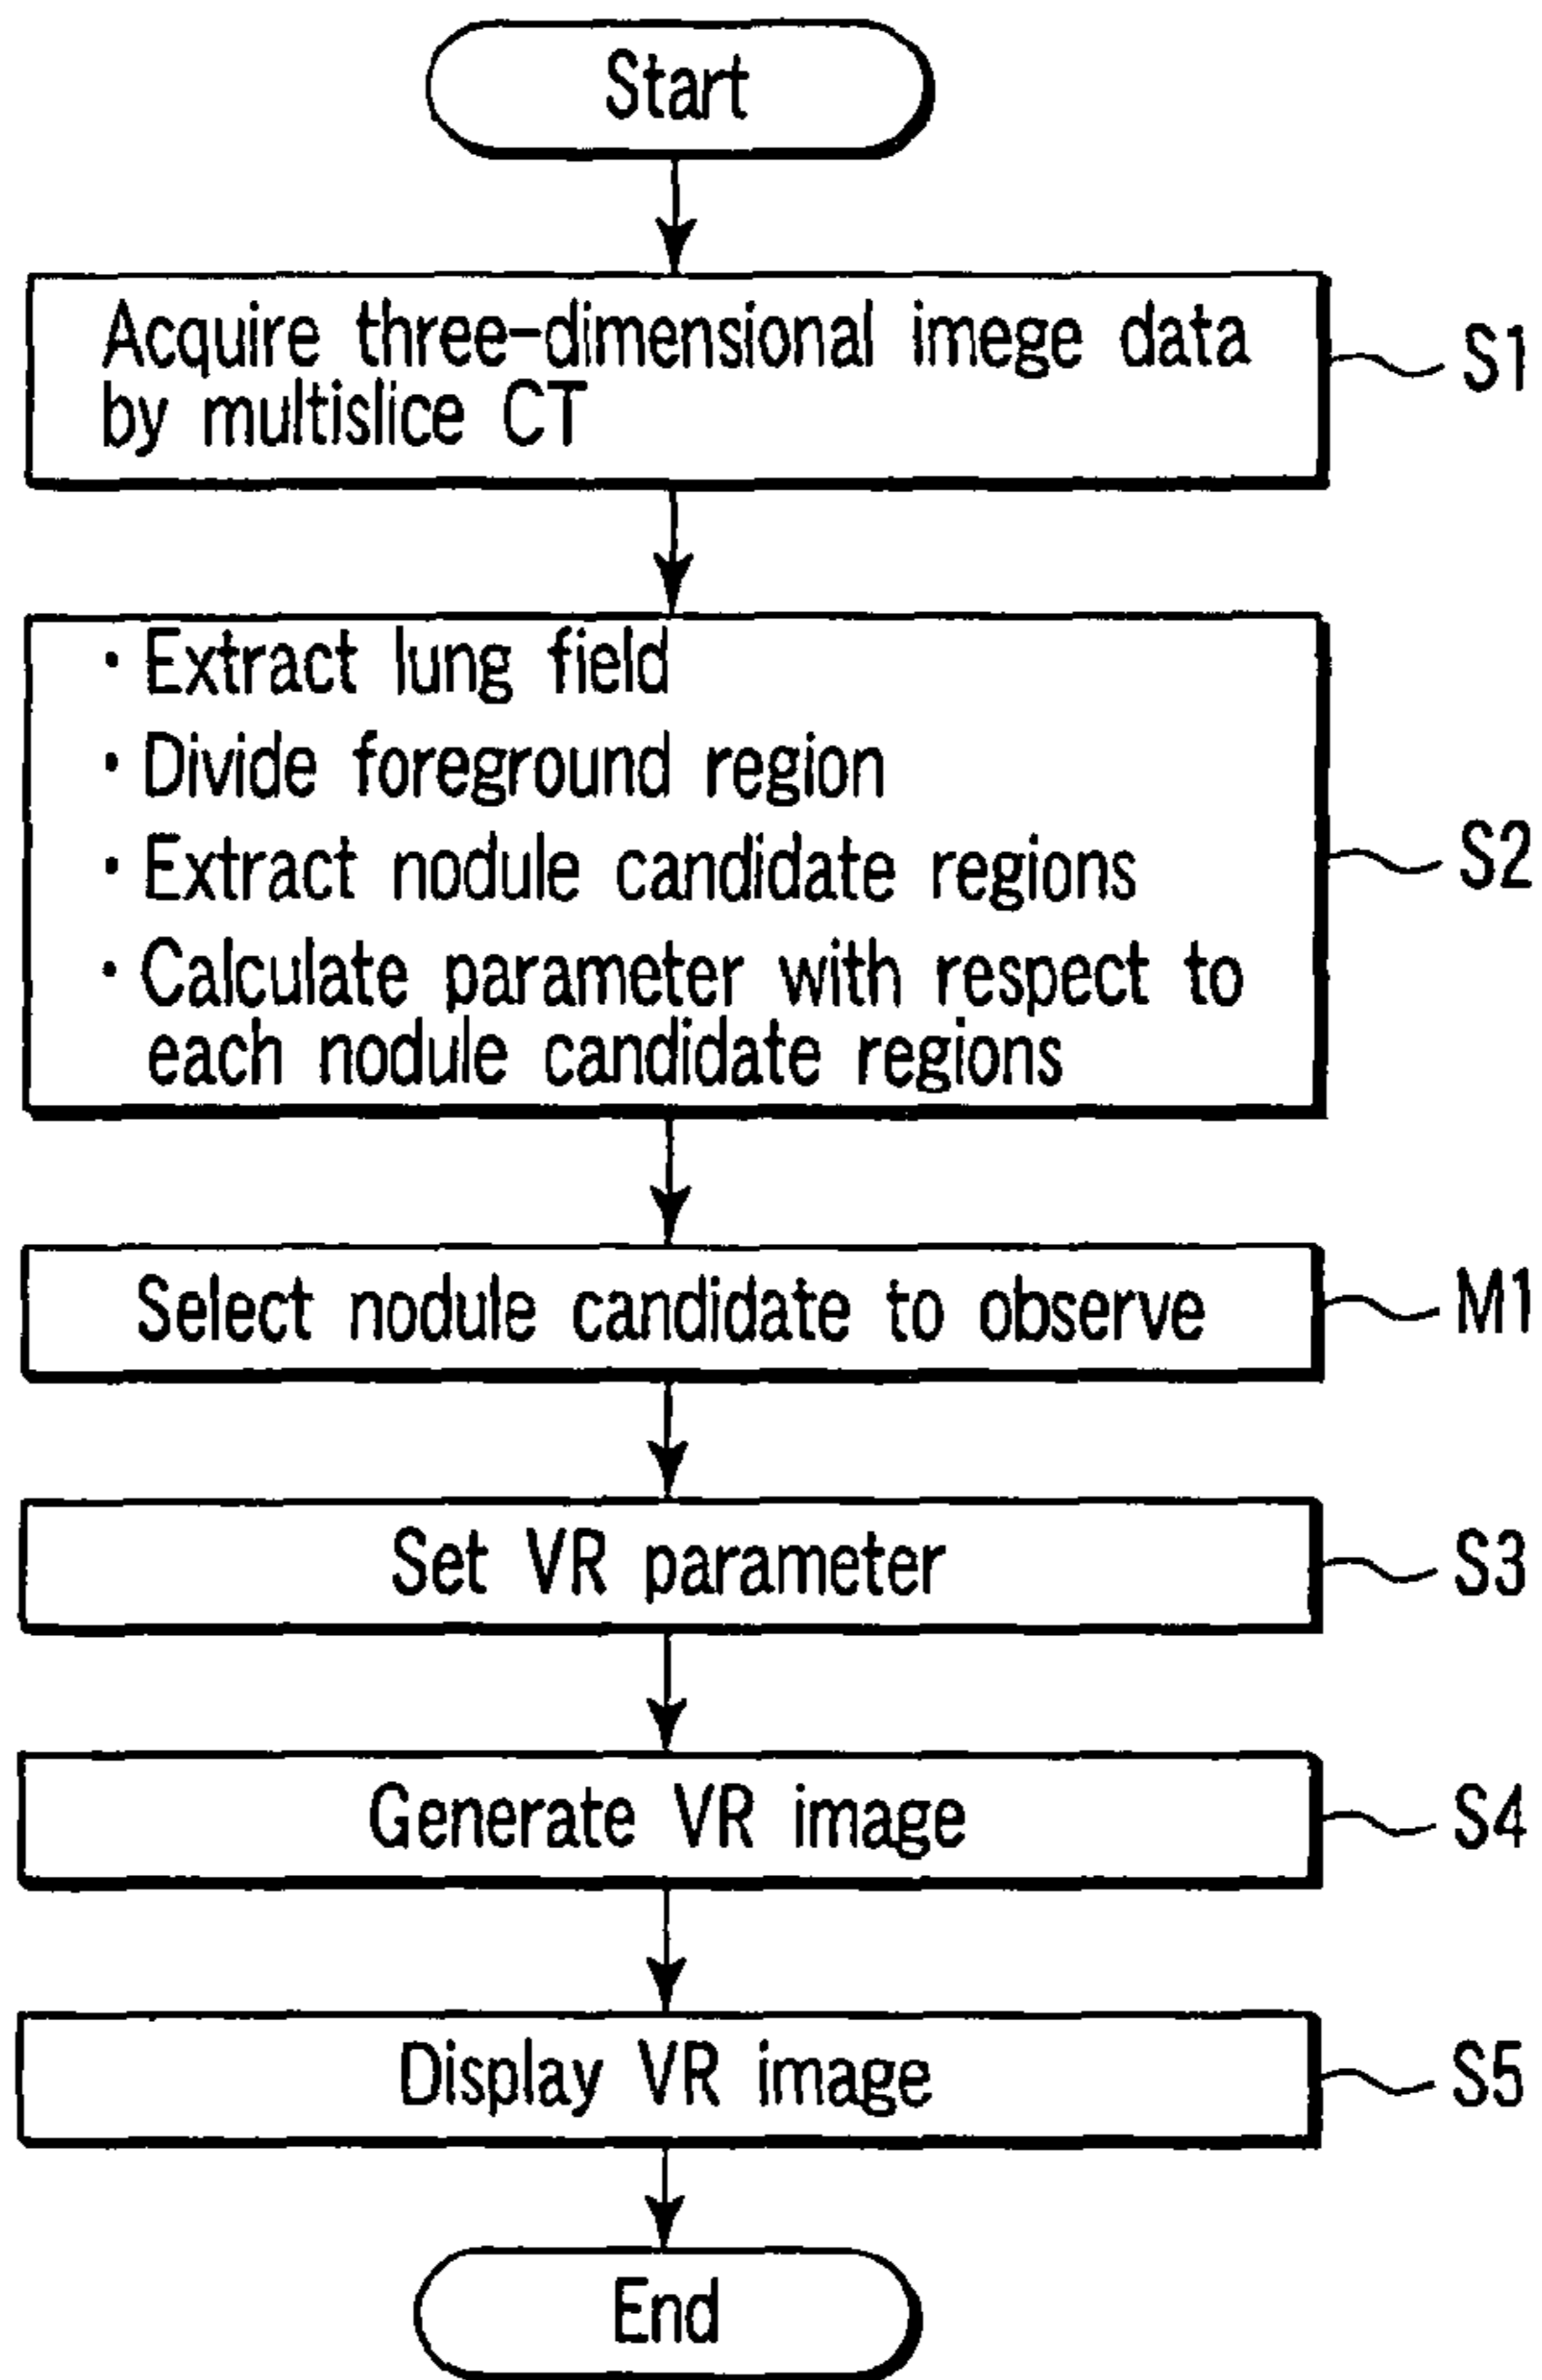 Start
Acquire three-dimensional imege data
by multislice CT
S1
・Extract lung field
・Divide foreground region
・Extract nodule candidate regions
・Calculate parameter with respect to
each nodule candidate regions
S2
Select nodule candidate to observe
M1
Set VR parameter
S3
Generate VR image
S4
Display VR image
S5
End